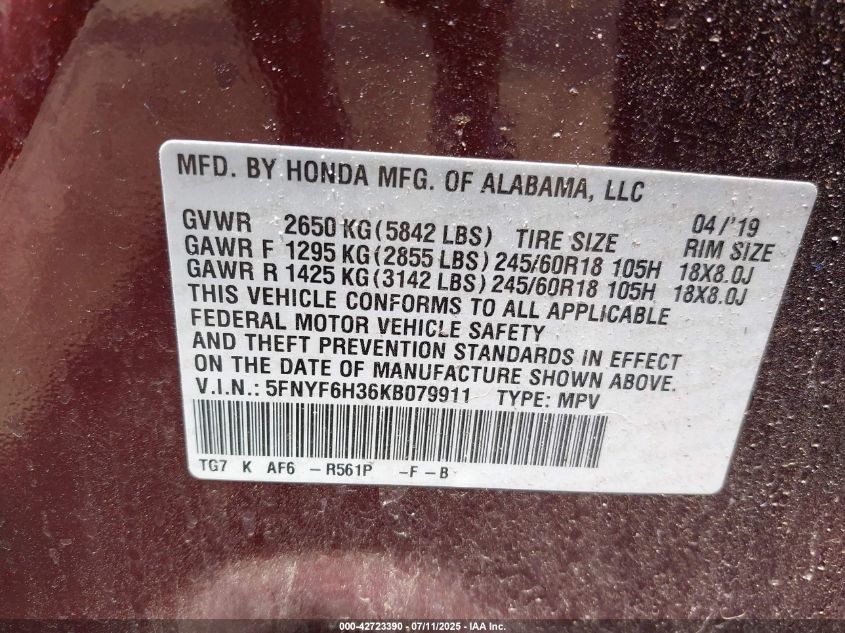 MFD. BY HONDA MFG. OF ALABAMA, LLC
04/'19
GVWR 2650 KG(5842 LBS) TIRE SIZE RIM SIZE
GAWR F 1295 KG(2855 LBS) 245/60R18 105H 18X8.0J
GAWR R 1425 KG(3142 LBS) 245/60R18 105H 18X8.0J
THIS VEHICLE CONFORMS TO ALL APPLICABLE
FEDERAL MOTOR VEHICLE SAFETY
AND THEFT PREVENTION STANDARDS IN EFFECT
ON THE DATE OF MANUFACTURE SHOWN ABOVE.
V.I.N.: 5FNYF6H36KB079911 TYPE: MPV
TG7 K AF6 -R561P -F-B
000-42723390 - 07/11/2025 - IAA Inc.